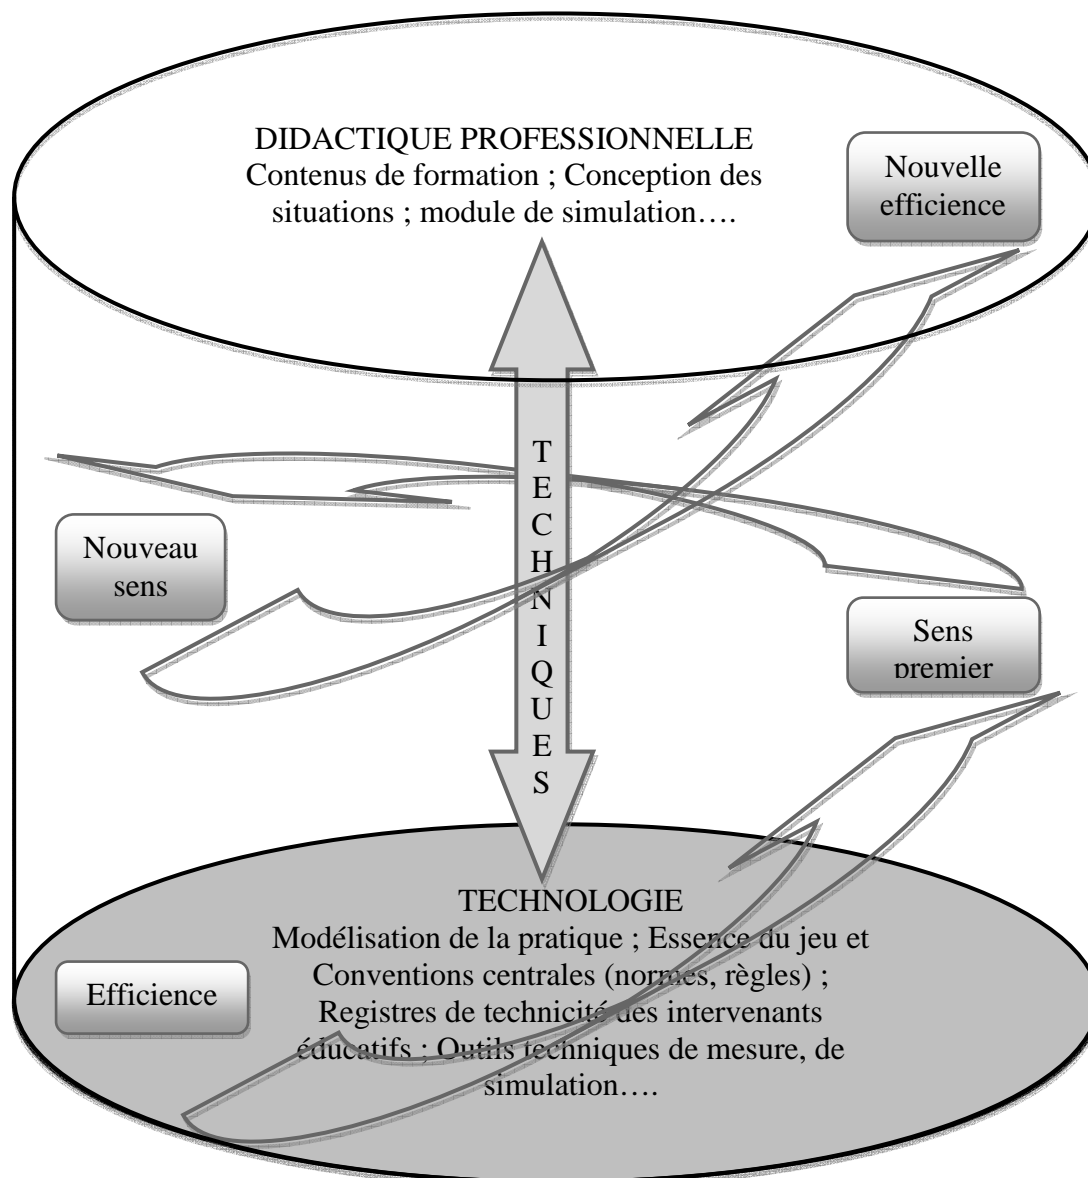 DIDACTIQUE PROFESSIONNELLE
Contenus de formation ; Conception des
situations ; module de simulation….
Nouvelle
efficience
TECHNIQUES
Nouveau
sens
Sens
premier
TECHNOLOGIE
Modélisation de la pratique ; Essence du jeu et
Conventions centrales (normes, règles) ;
Registres de technicité des intervenants
éducatifs ; Outils techniques de mesure, de
simulation….
Efficience